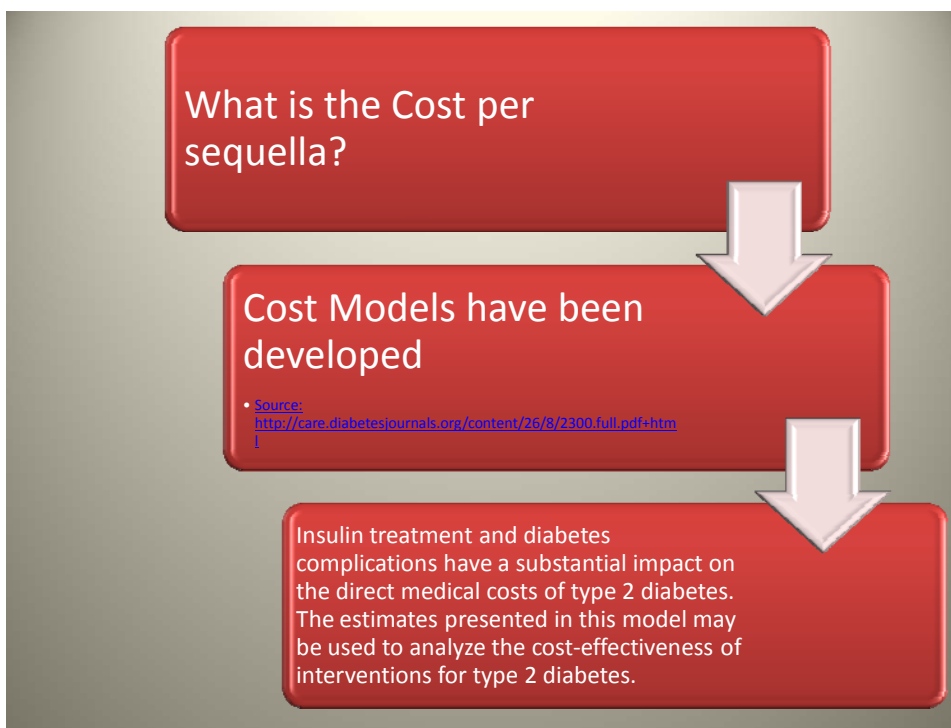 What is the Cost per
sequella?
Cost Models have been
developed
• Source:
http://care.diabetesjournals.org/content/26/8/2300.full.pdf+htm
l
Insulin treatment and diabetes
complications have a substantial impact on
the direct medical costs of type 2 diabetes.
The estimates presented in this model may
be used to analyze the cost-effectiveness of
interventions for type 2 diabetes.